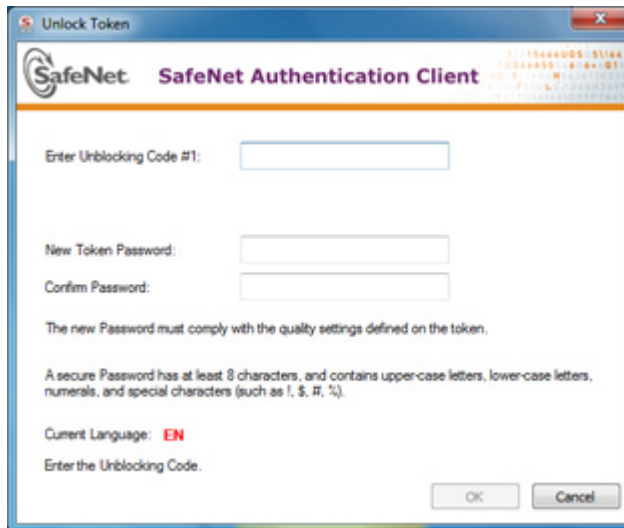 Unlock Token
SafeNet
SafeNet Authentication Client
Enter Unblocking Code #1:
New Token Password:
Confirm Password:
The new Password must comply with the quality settings defined on the token.
A secure Password has at least 8 characters, and contains upper-case letters, lower-case letters,
numerals, and special characters (such as !, $, #, %).
Current Language: EN
Enter the Unblocking Code.
OK Cancel